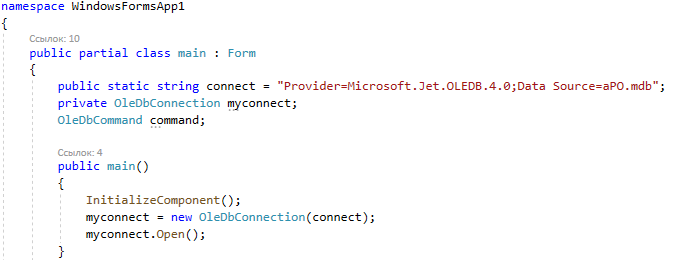 namespace WindowsFormsApp1
{
Ссылок: 10
public partial class main : Form
{
public static string connect = "Provider=Microsoft.Jet.OLEDB.4.0;Data Source=aPO.mdb";
private OleDbConnection myconnect;
OleDbCommand command;
Ссылок: 4
public main()
{
InitializeComponent();
myconnect = new OleDbConnection(connect);
myconnect.Open();
}